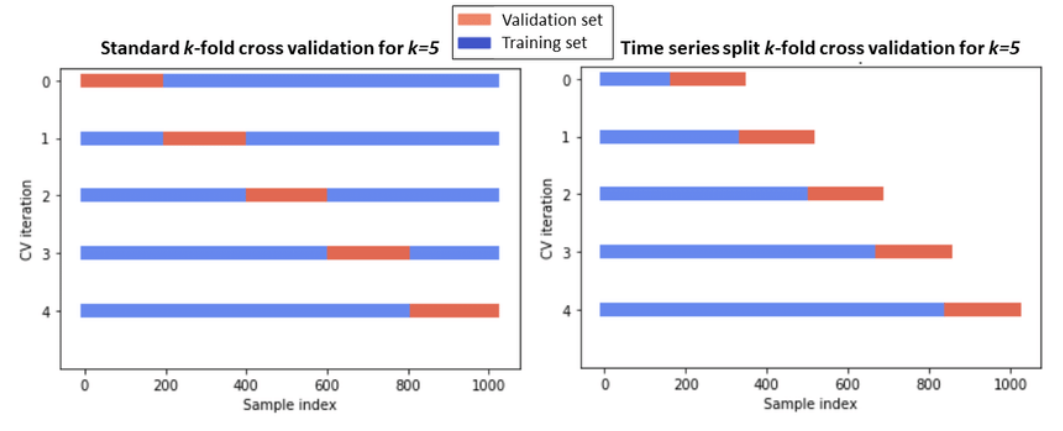 Validation set
Training set
Standard k-fold cross validation for k=5
Time series split k-fold cross validation for k=5
0
1
2
3
4
CV iteration
0 200 400 600 800 1000
Sample index
0
1
2
3
4
CV iteration
0 200 400 600 800 1000
Sample index